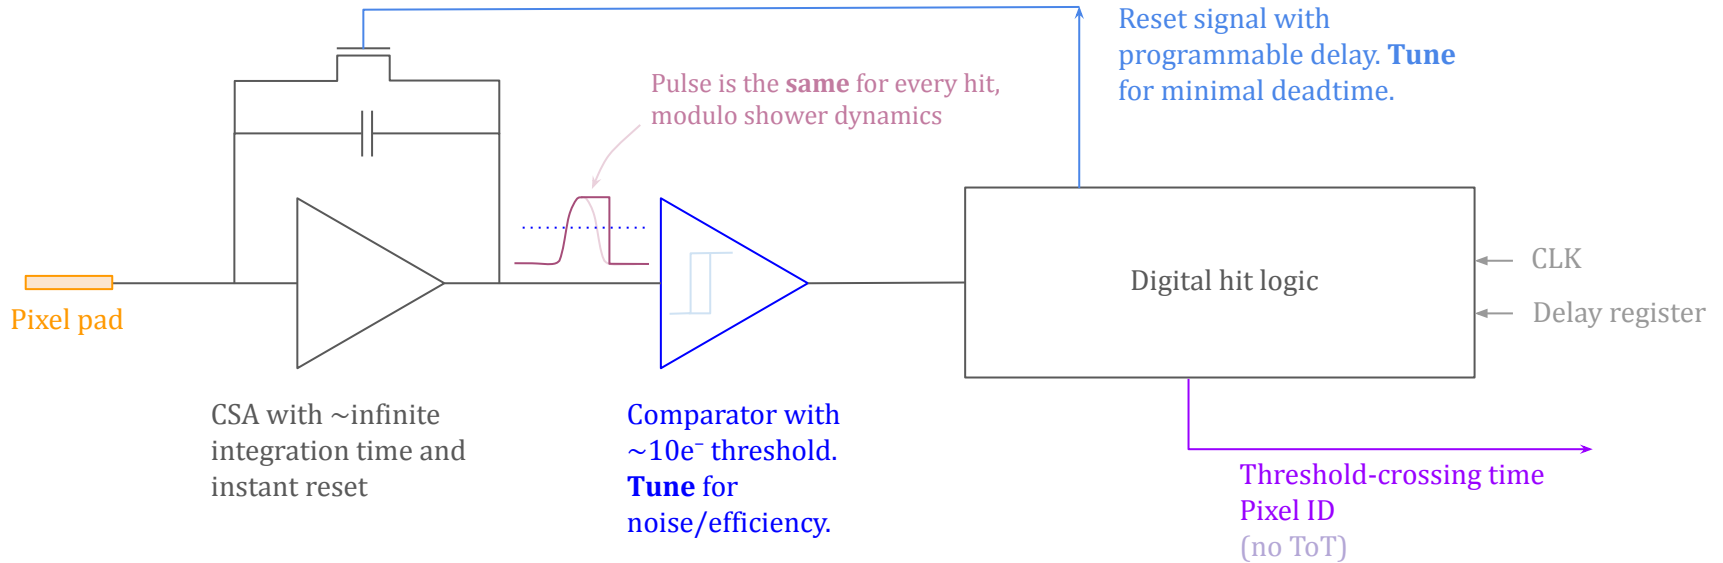 Reset signal with
programmable delay. Tune
for minimal deadtime.
Pulse is the same for every hit,
modulo shower dynamics
Pixel pad
Digital hit logic
CLK
Delay register
CSA with ~infinite
integration time and
instant reset
Comparator with
~10e⁻ threshold.
Tune for
noise/efficiency.
Threshold-crossing time
Pixel ID
(no ToT)